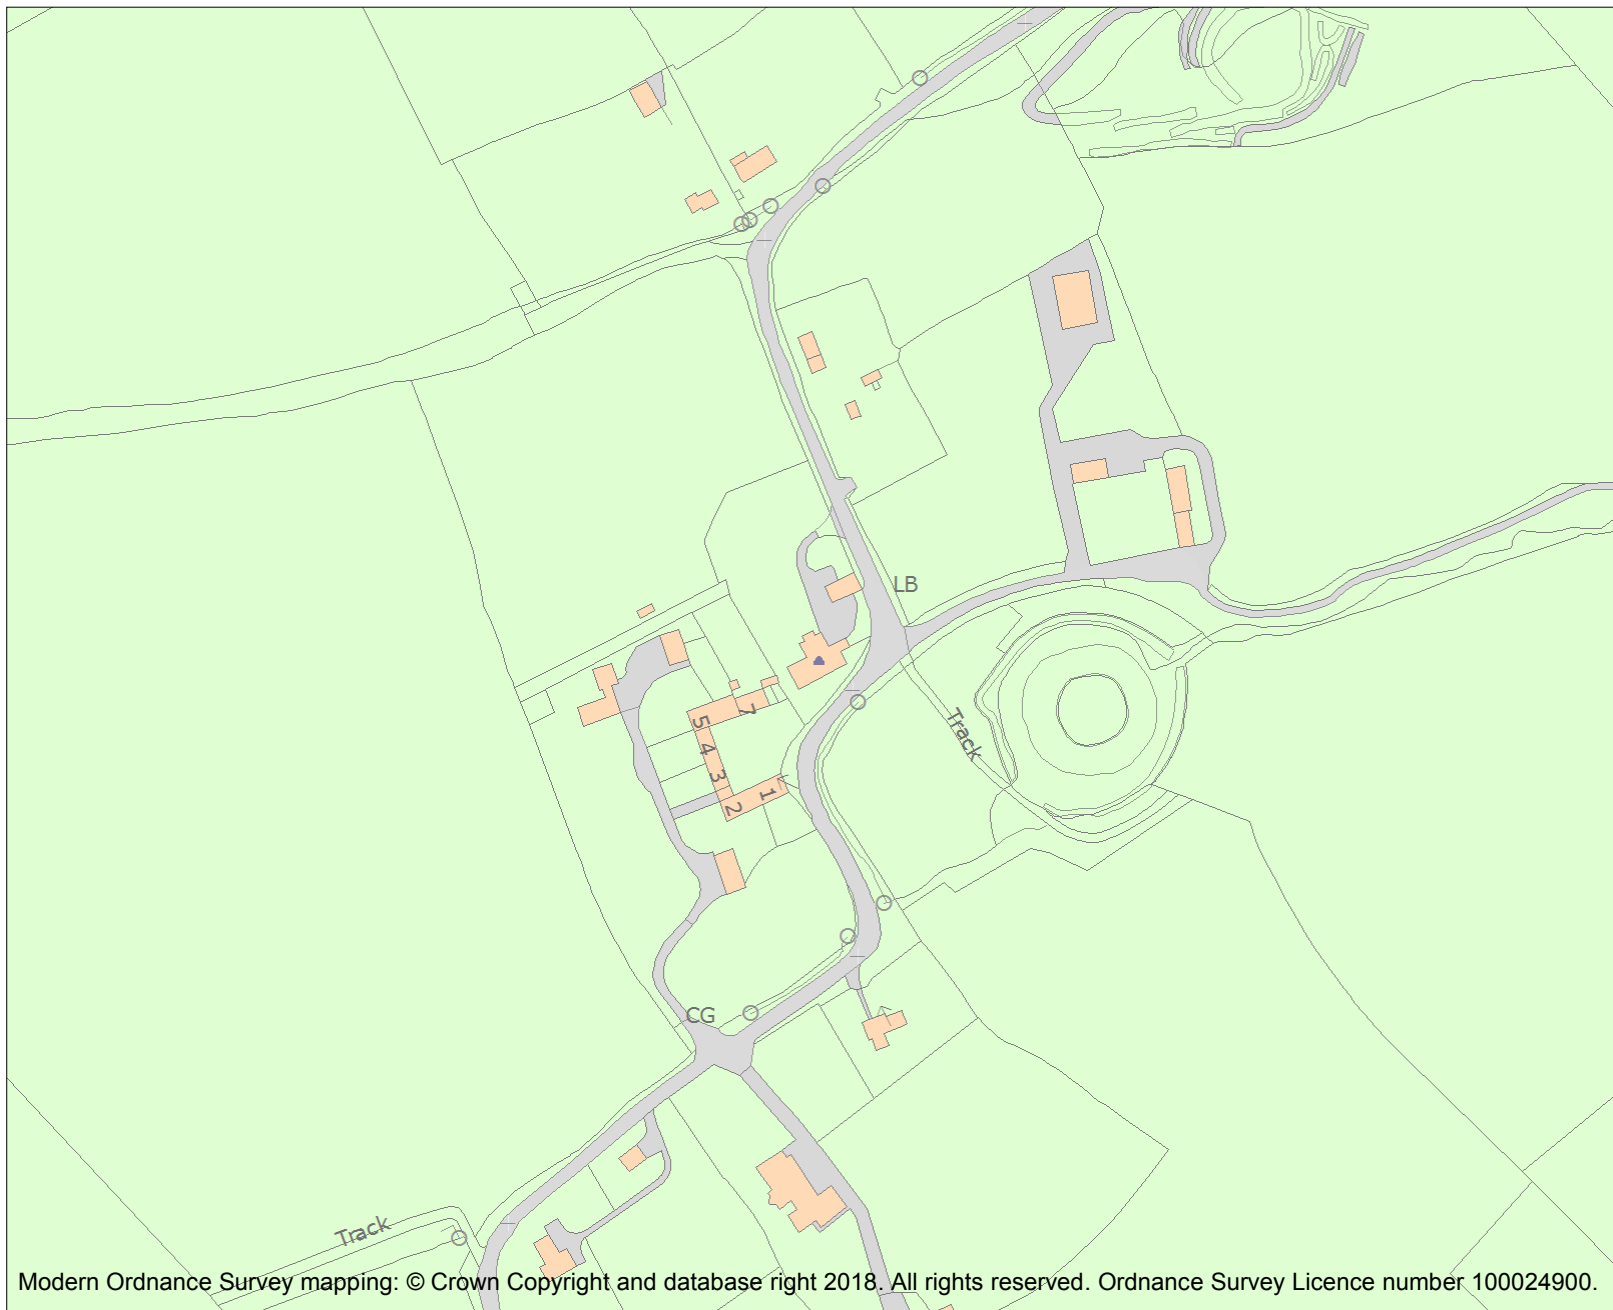 LB
Track
7
5
4
3
1
2
CG
Track
Modern Ordnance Survey mapping: © Crown Copyright and database right 2018. All rights reserved. Ordnance Survey Licence number 100024900.